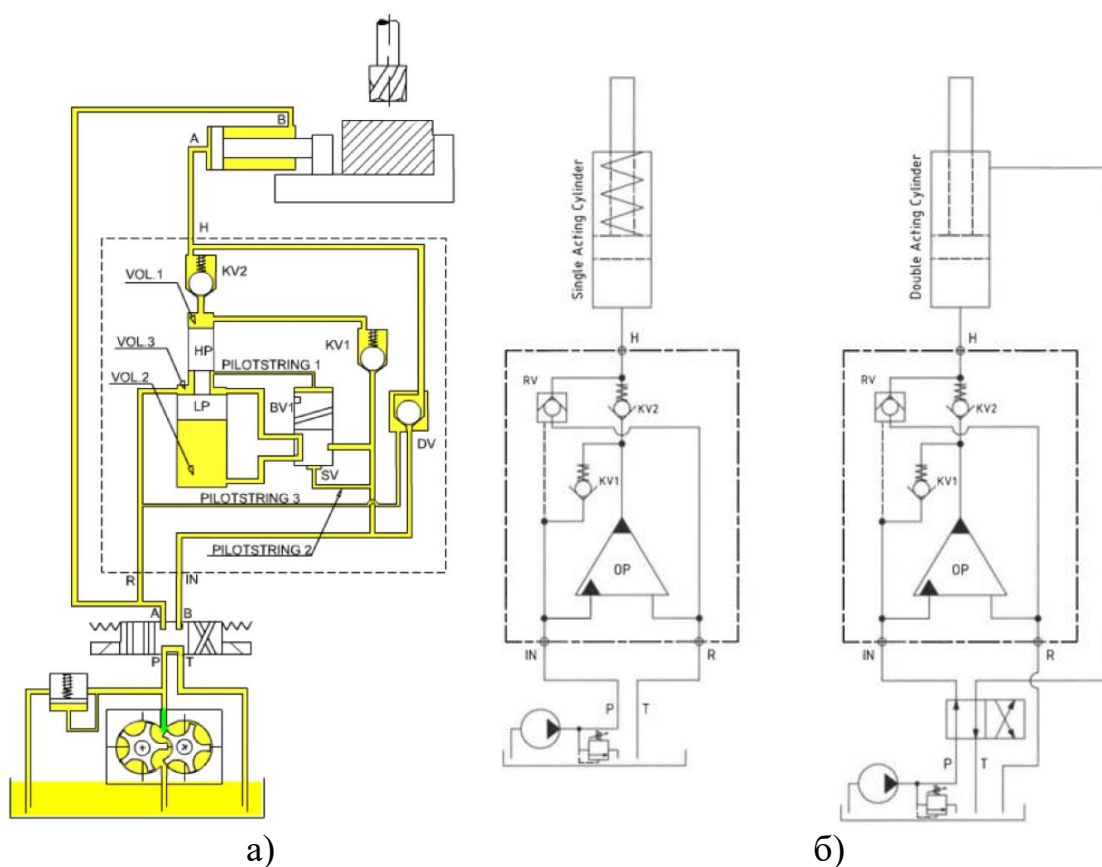 B
A
H
VOL.1
KV2
VOL.3
HP
KV1
PILOTSTRING 1
VOL.2
LP
BV1
DV
SV
PILOTSTRING 3
PILOTSTRING 2
R
IN
A
B
P
T
a)
Single Acting Cylinder
H
RV
KV2
KV1
OP
IN
R
P
T
Double Acting Cylinder
H
RV
KV2
KV1
OP
IN
R
P
T
б)